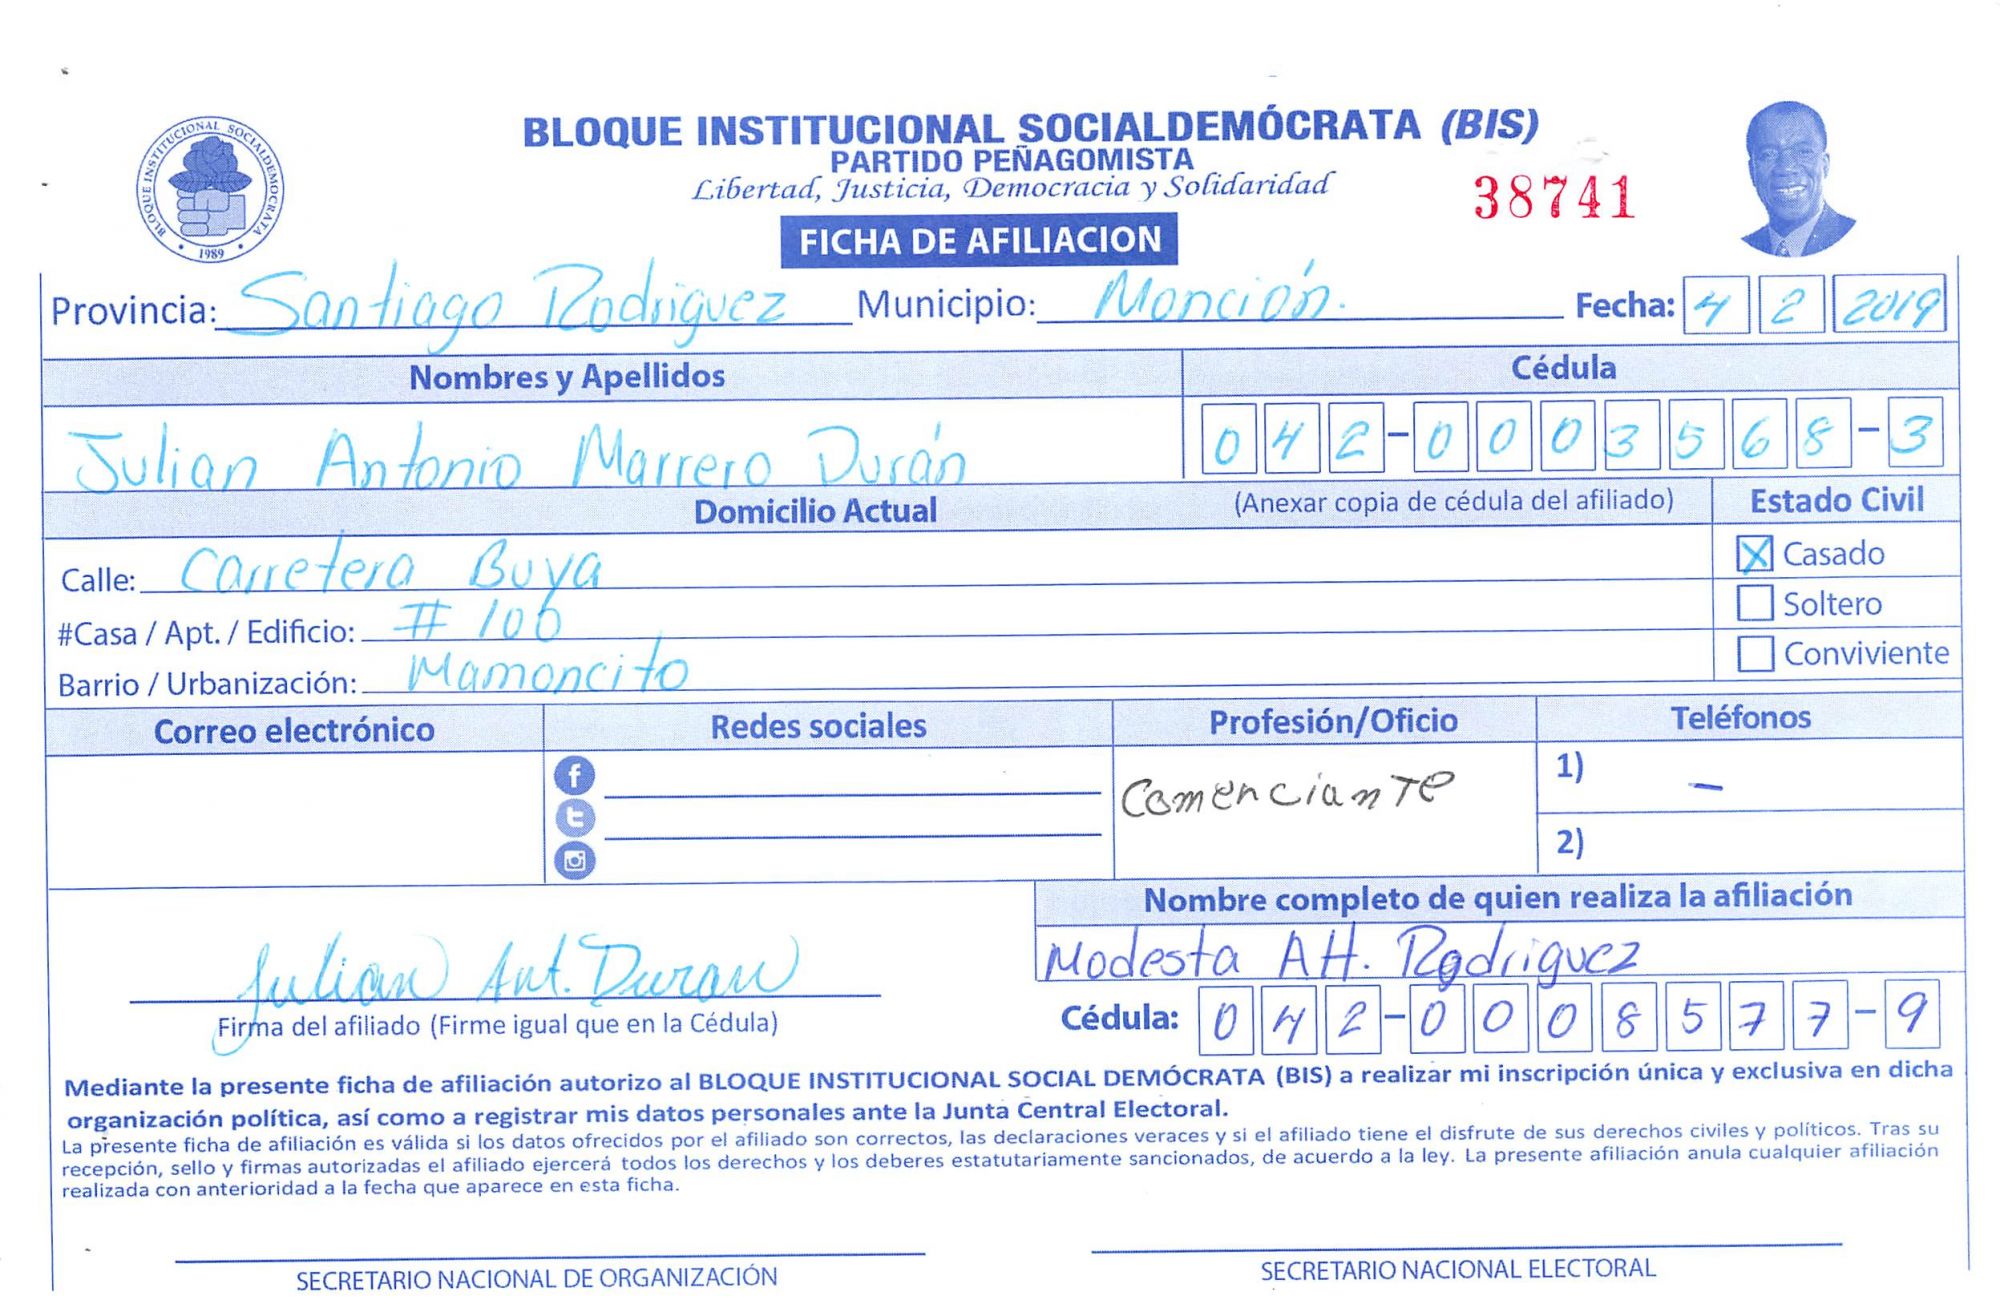 BLOQUE INSTITUCIONAL SOCIALDEMOCRATA
1989
BLOQUE INSTITUCIONAL SOCIALDEMÓCRATA (BIS)
PARTIDO PEÑAGOMISTA
Libertad, Justicia, Democracia y Solidaridad
38741
FICHA DE AFILIACION
Provincia: Santiago Rodriguez Municipio: Monción. Fecha: 4 2 2019
Nombres y Apellidos Cédula
Julian Antonio Marrero Durán 042-0003568-3
Domicilio Actual (Anexar copia de cédula del afiliado) Estado Civil
Calle: Carretera Buya X Casado
#Casa / Apt. / Edificio: # 100 Soltero
Barrio / Urbanización: Mamoncito Conviviente
Correo electrónico Redes sociales Profesión/Oficio Teléfonos
Comenciante 1) -
2)
Nombre completo de quien realiza la afiliación
Julian Ant. Duran Modesta Alt. Rodriguez
Firma del afiliado (Firme igual que en la Cédula) Cédula: 042-0008577-9
Mediante la presente ficha de afiliación autorizo al BLOQUE INSTITUCIONAL SOCIAL DEMÓCRATA (BIS) a realizar mi inscripción única y exclusiva en dicha
organización política, así como a registrar mis datos personales ante la Junta Central Electoral.
La presente ficha de afiliación es válida si los datos ofrecidos por el afiliado son correctos, las declaraciones veraces y si el afiliado tiene el disfrute de sus derechos civiles y políticos. Tras su
recepción, sello y firmas autorizadas el afiliado ejercerá todos los derechos y los deberes estatutariamente sancionados, de acuerdo a la ley. La presente afiliación anula cualquier afiliación
realizada con anterioridad a la fecha que aparece en esta ficha.
SECRETARIO NACIONAL DE ORGANIZACIÓN SECRETARIO NACIONAL ELECTORAL